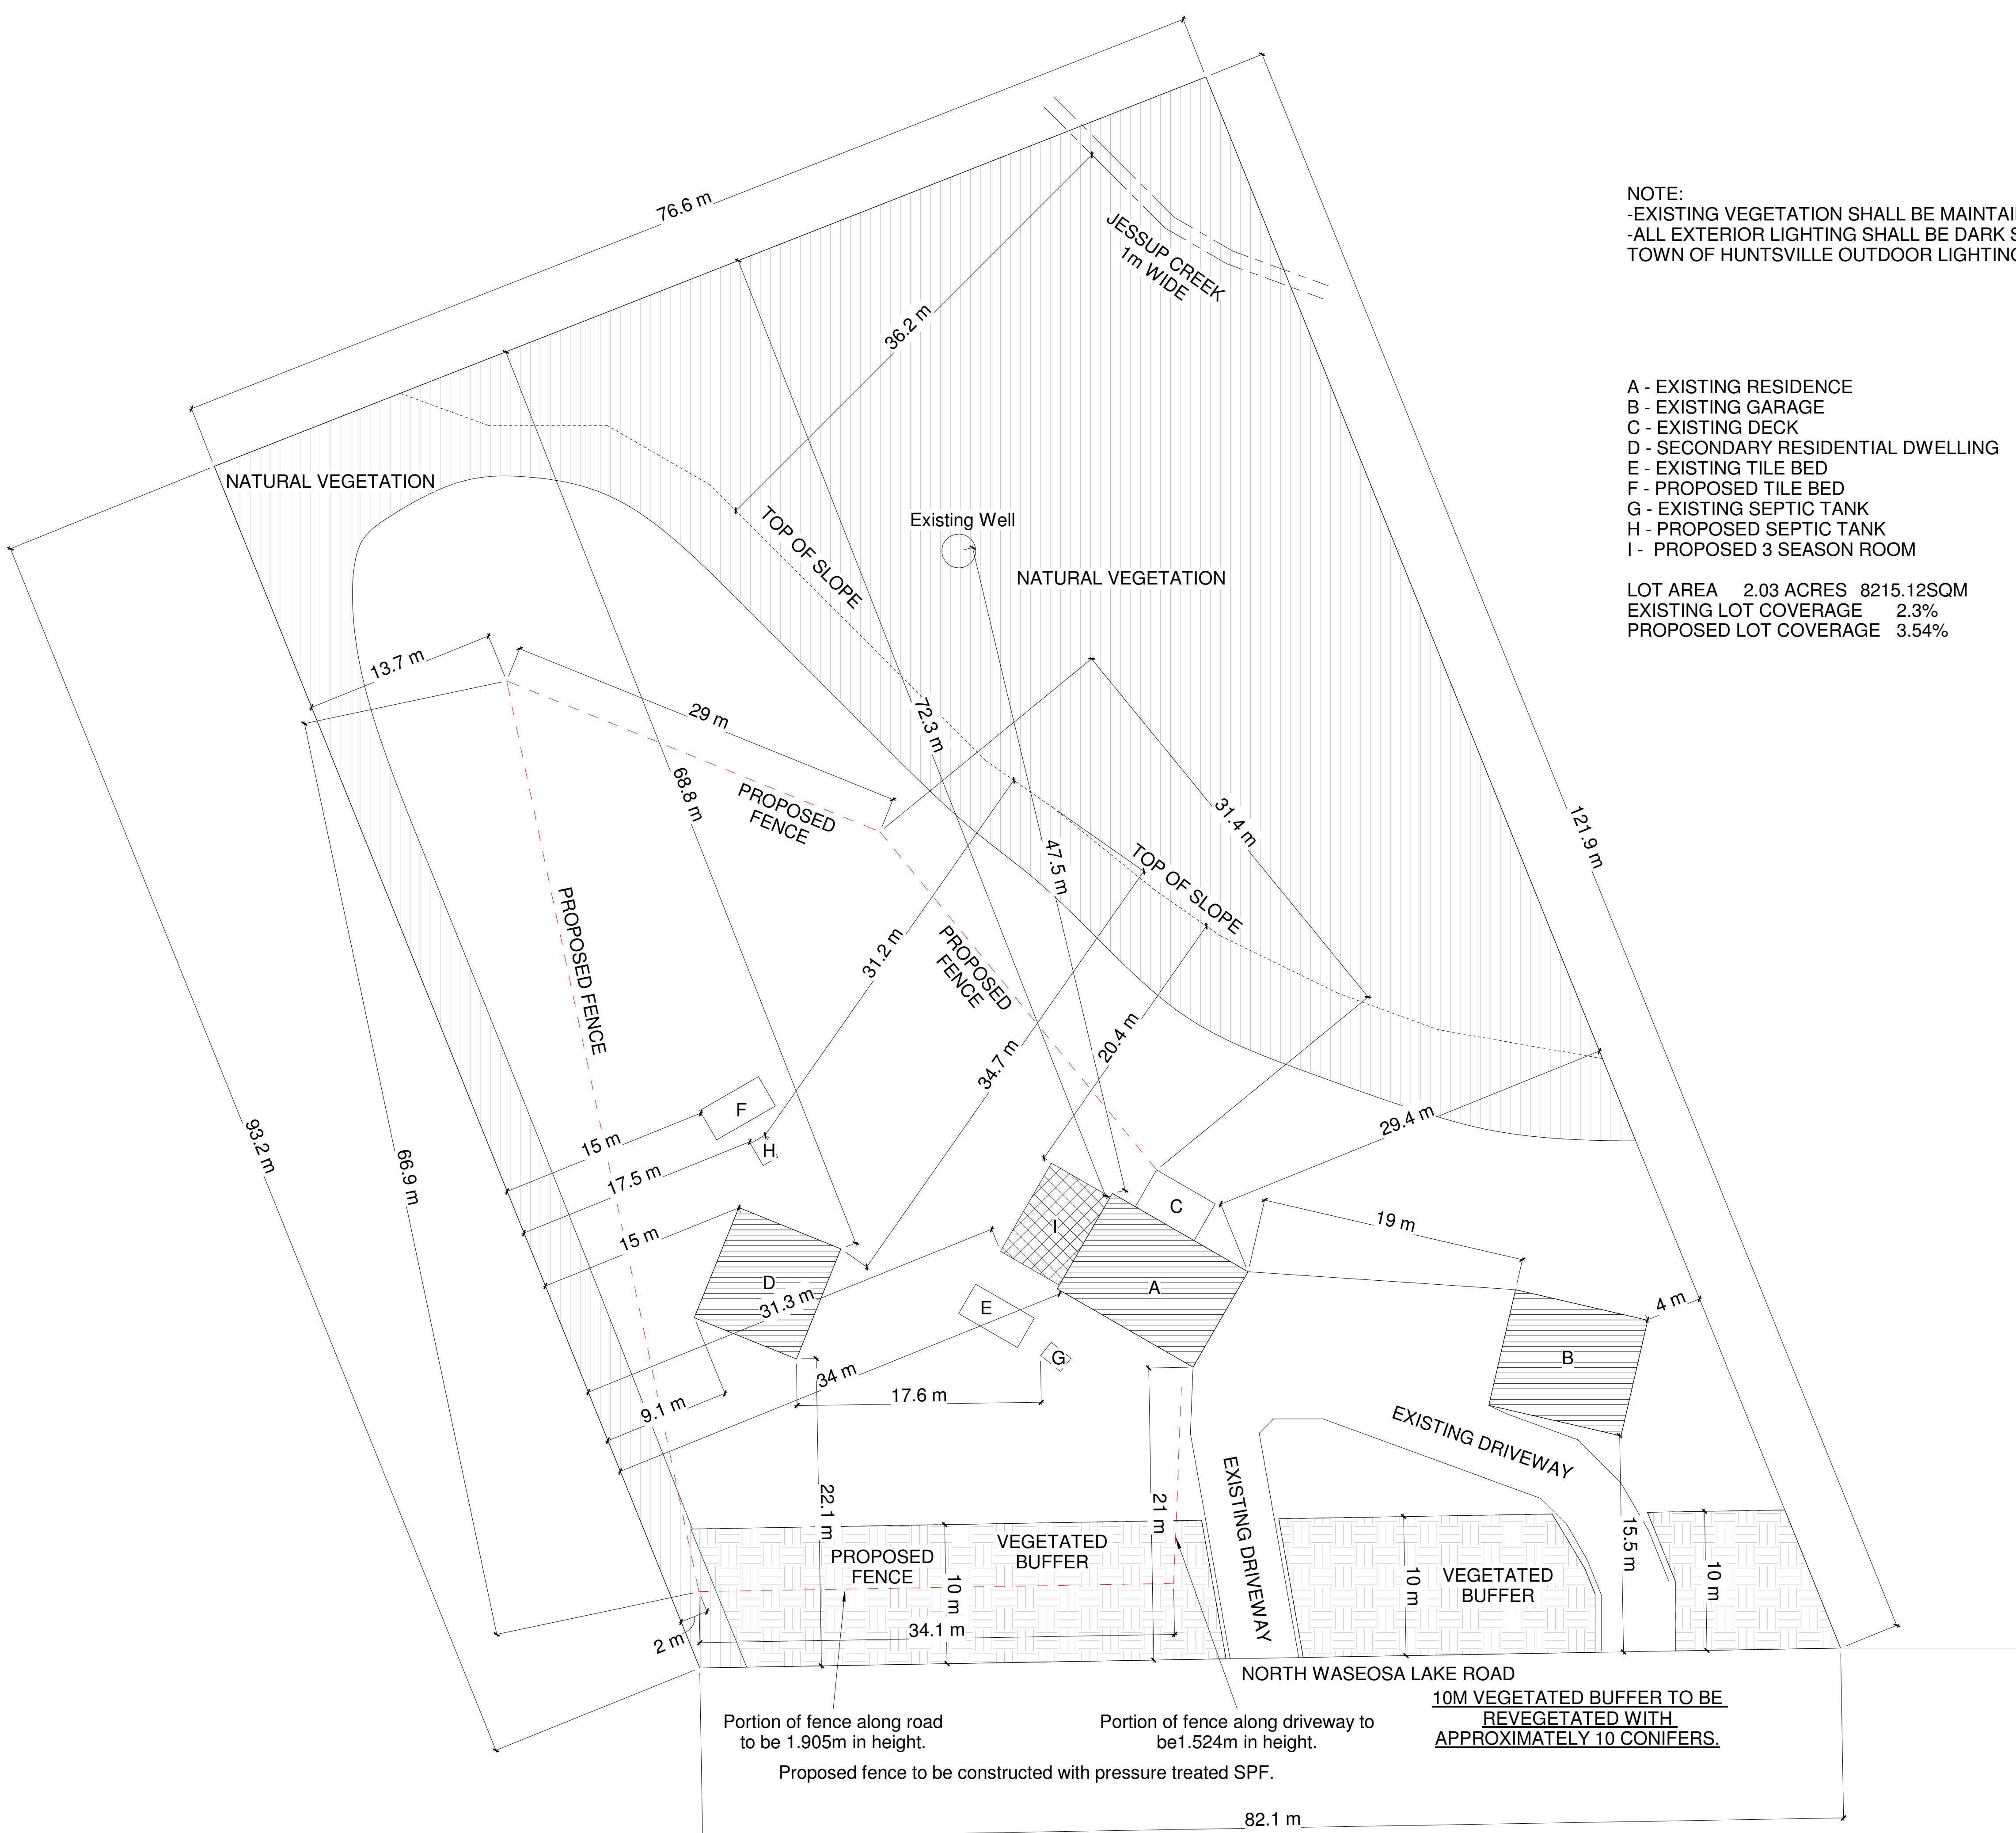 76.6 m
JESSUP CREEK
1m WIDE
NOTE:
-EXISTING VEGETATION SHALL BE
-ALL EXTERIOR LIGHTING SHALL BE DARK
TOWN OF HUNTSVILLE OUTDOOR
36.2 m
A - EXISTING RESIDENCE
B - EXISTING GARAGE
C - EXISTING DECK
D - SECONDARY RESIDENTIAL DWELLING
E - EXISTING TILE BED
F - PROPOSED TILE BED
G - EXISTING SEPTIC TANK
H - PROPOSED SEPTIC TANK
I - PROPOSED 3 SEASON ROOM
LOT AREA 2.03 ACRES 8215.12SQM
EXISTING LOT COVERAGE 2.3%
PROPOSED LOT COVERAGE 3.54%
NATURAL VEGETATION
TOP OF SLOPE
Existing Well
NATURAL VEGETATION
13.7 m
29 m
72.3 m
68.8 m
PROPOSED
FENCE
31.4 m
121.9 m
47.5 m
TOP OF SLOPE
PROPOSED FENCE
31.2 m
PROPOSED
FENCE
34.7 m
20.4 m
93.2 m
66.9 m
F
15 m
H
17.5 m
29.4 m
15 m
C
I
19 m
D
31.3 m
E
A
4 m
G
B
34 m
17.6 m
9.1 m
EXISTING DRIVEWAY
EXISTING DRIVEWAY
22.1 m
21 m
15.5 m
PROPOSED
FENCE
VEGETATED
BUFFER
10 m
10 m
VEGETATED
BUFFER
10 m
34.1 m
2 m
NORTH WASEOSA LAKE ROAD
10M VEGETATED BUFFER TO BE
REVEGETATED WITH
APPROXIMATELY 10 CONIFERS.
Portion of fence along road
to be 1.905m in height.
Portion of fence along driveway to
be1.524m in height.
Proposed fence to be constructed with pressure treated SPF.
82.1 m